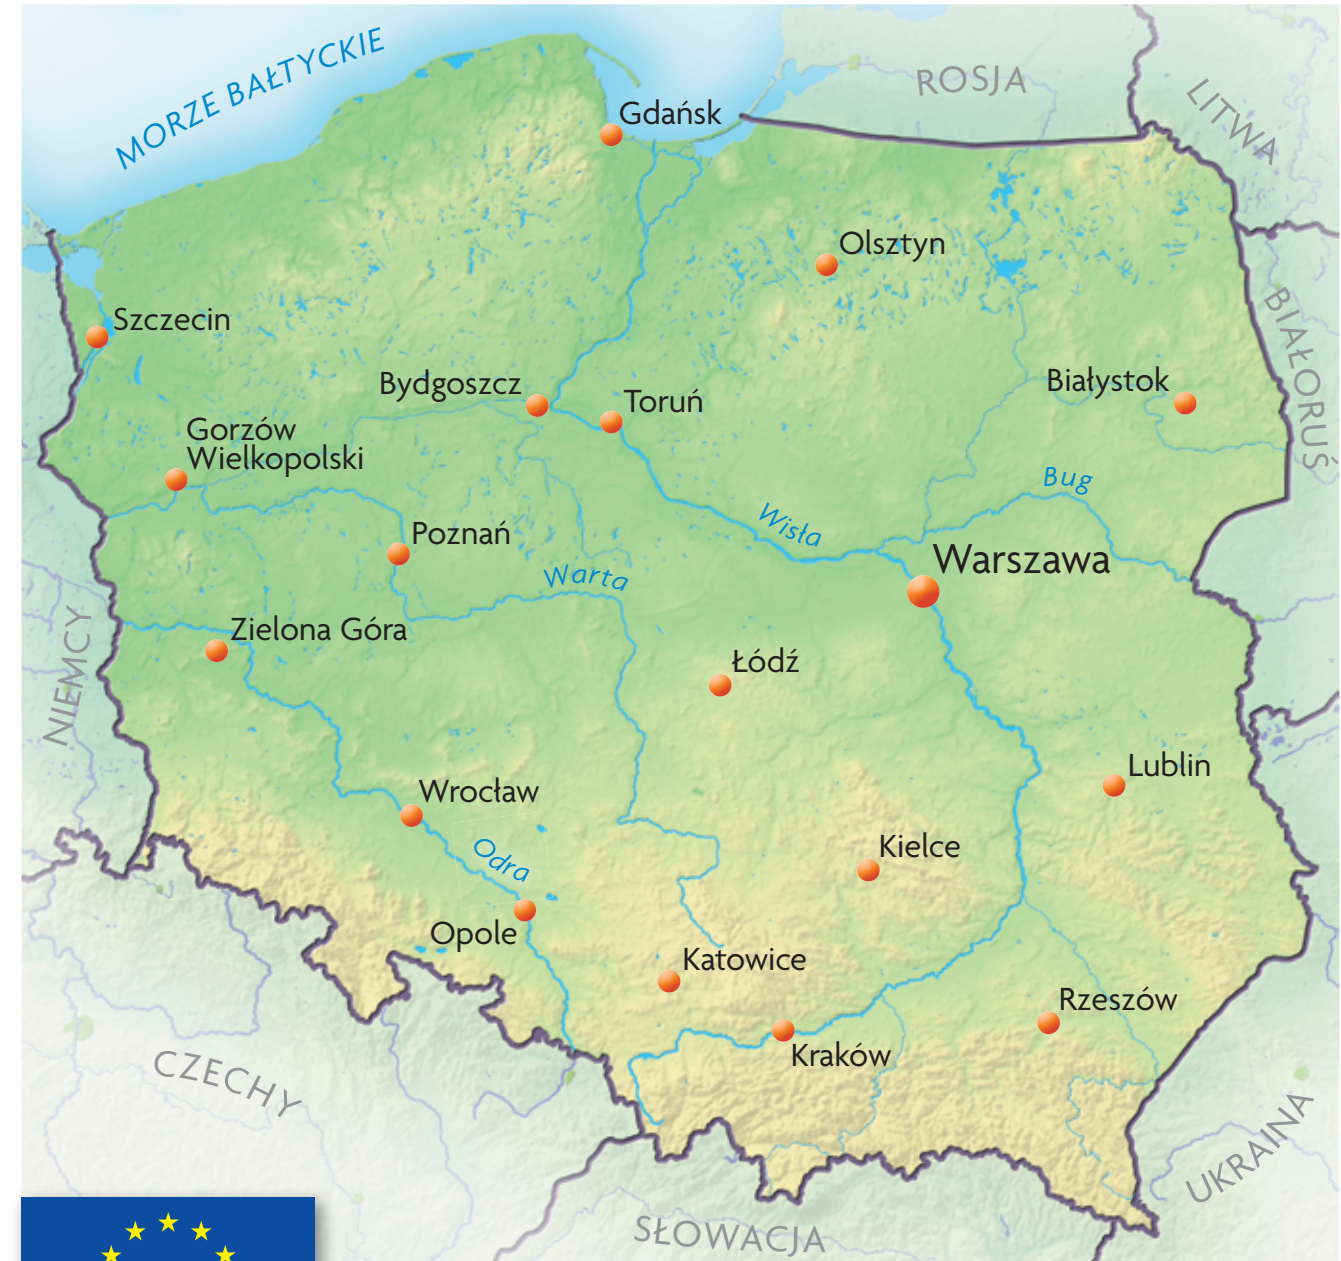 MORZE BAŁTYCKIE
ROSJA
LITWA
Gdańsk
Olsztyn
BIAŁORUŚ
Szczecin
Bydgoszcz
Toruń
Białystok
Gorzów
Wielkopolski
Bug
Wisła
Poznań
Warszawa
Warta
Zielona Góra
NIEMCY
Łódź
Lublin
Wrocław
Odra
Kielce
Opole
Katowice
Rzeszów
Kraków
CZECHY
UKRAINA
SŁOWACJA